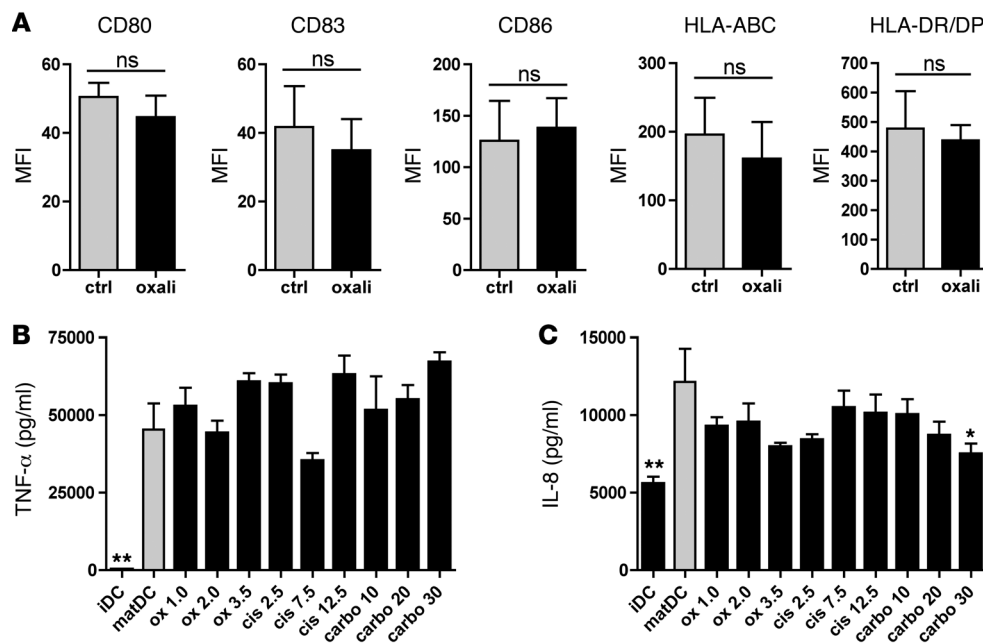 A
CD80
CD83
CD86
HLA-ABC
HLA-DR/DP
ns
ns
ns
ns
ns
MFI
60
40
20
0
ctrl
oxali
MFI
60
40
20
0
ctrl
oxali
MFI
200
150
100
50
0
ctrl
oxali
MFI
300
200
100
0
ctrl
oxali
MFI
700
600
500
400
300
200
100
0
ctrl
oxali
B
TNF-α (pg/ml)
75000
50000
25000
0
**
iDC
matDC
ox 1.0
ox 2.0
ox 3.5
cis 2.5
cis 7.5
cis 12.5
carbo 10
carbo 20
carbo 30
C
IL-8 (pg/ml)
15000
10000
5000
0
**
*
iDC
matDC
ox 1.0
ox 2.0
ox 3.5
cis 2.5
cis 7.5
cis 12.5
carbo 10
carbo 20
carbo 30